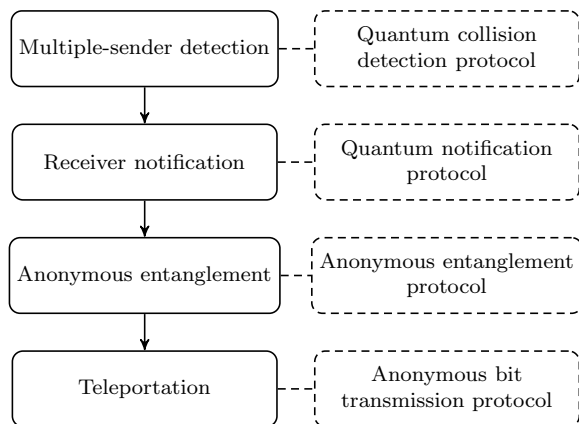 Multiple-sender detection
Quantum collision
detection protocol
Receiver notification
Quantum notification
protocol
Anonymous entanglement
Anonymous entanglement
protocol
Teleportation
Anonymous bit
transmission protocol